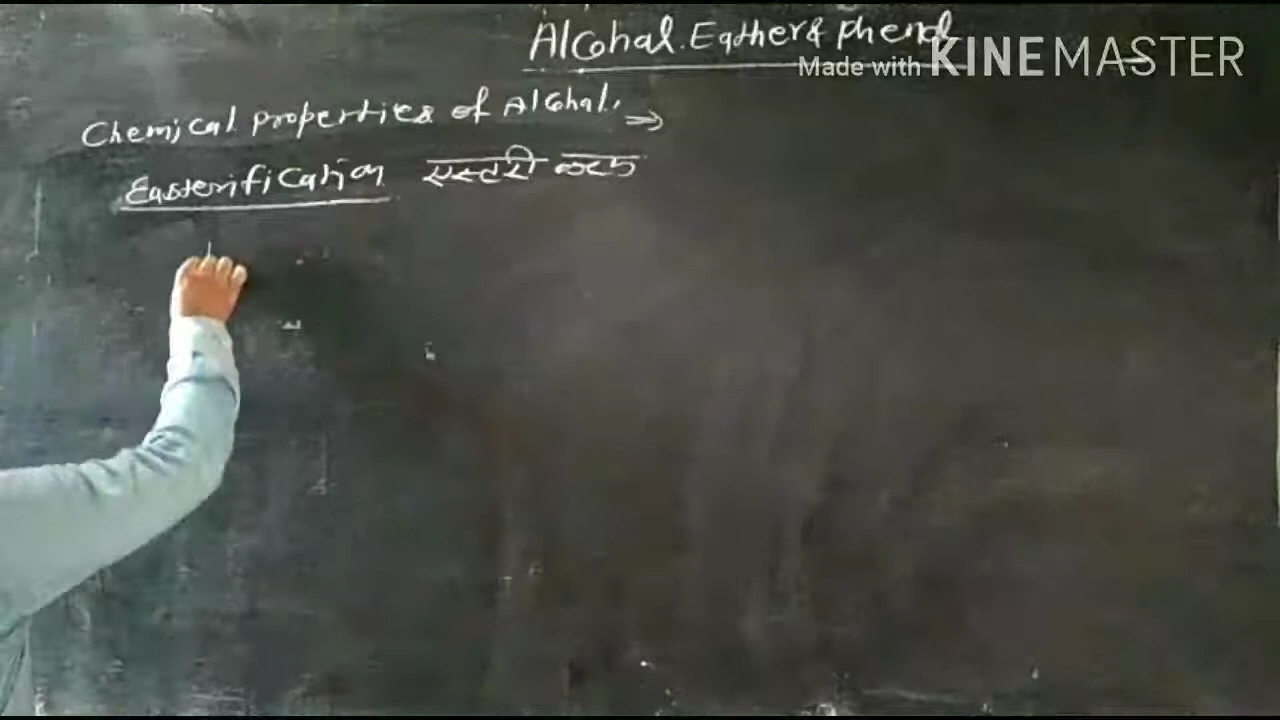 Alcohal. Eather & phenol
Made with KINEMASTER
Chemical properties of Alcohal. ⇒
Easterification एस्टरीकरण